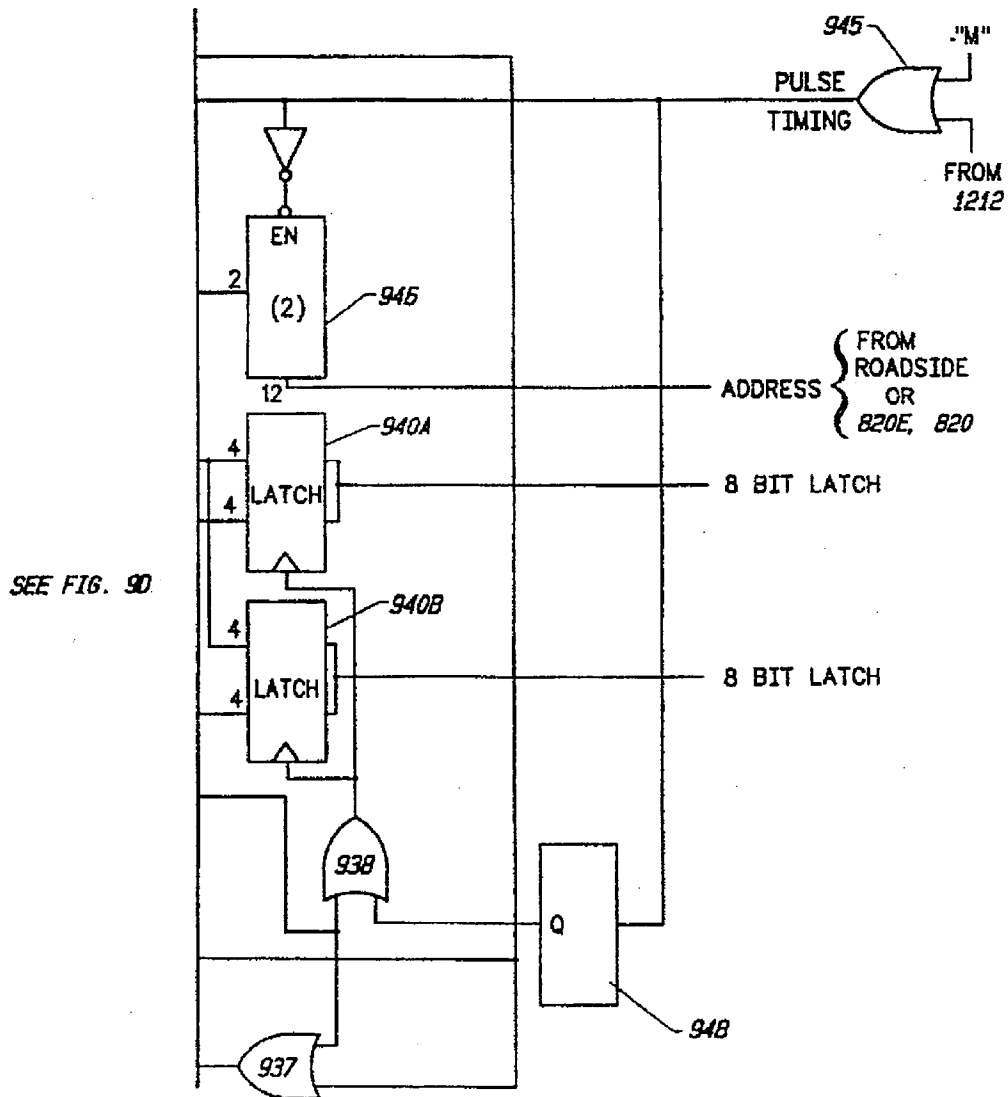 945
."M"
PULSE
TIMING
FROM
1212
EN
2
(2)
946
12
ADDRESS
FROM
ROADSIDE
OR
820E, 820
940A
4
LATCH
8 BIT LATCH
4
SEE FIG. 9D
940B
4
LATCH
8 BIT LATCH
4
938
Q
948
937